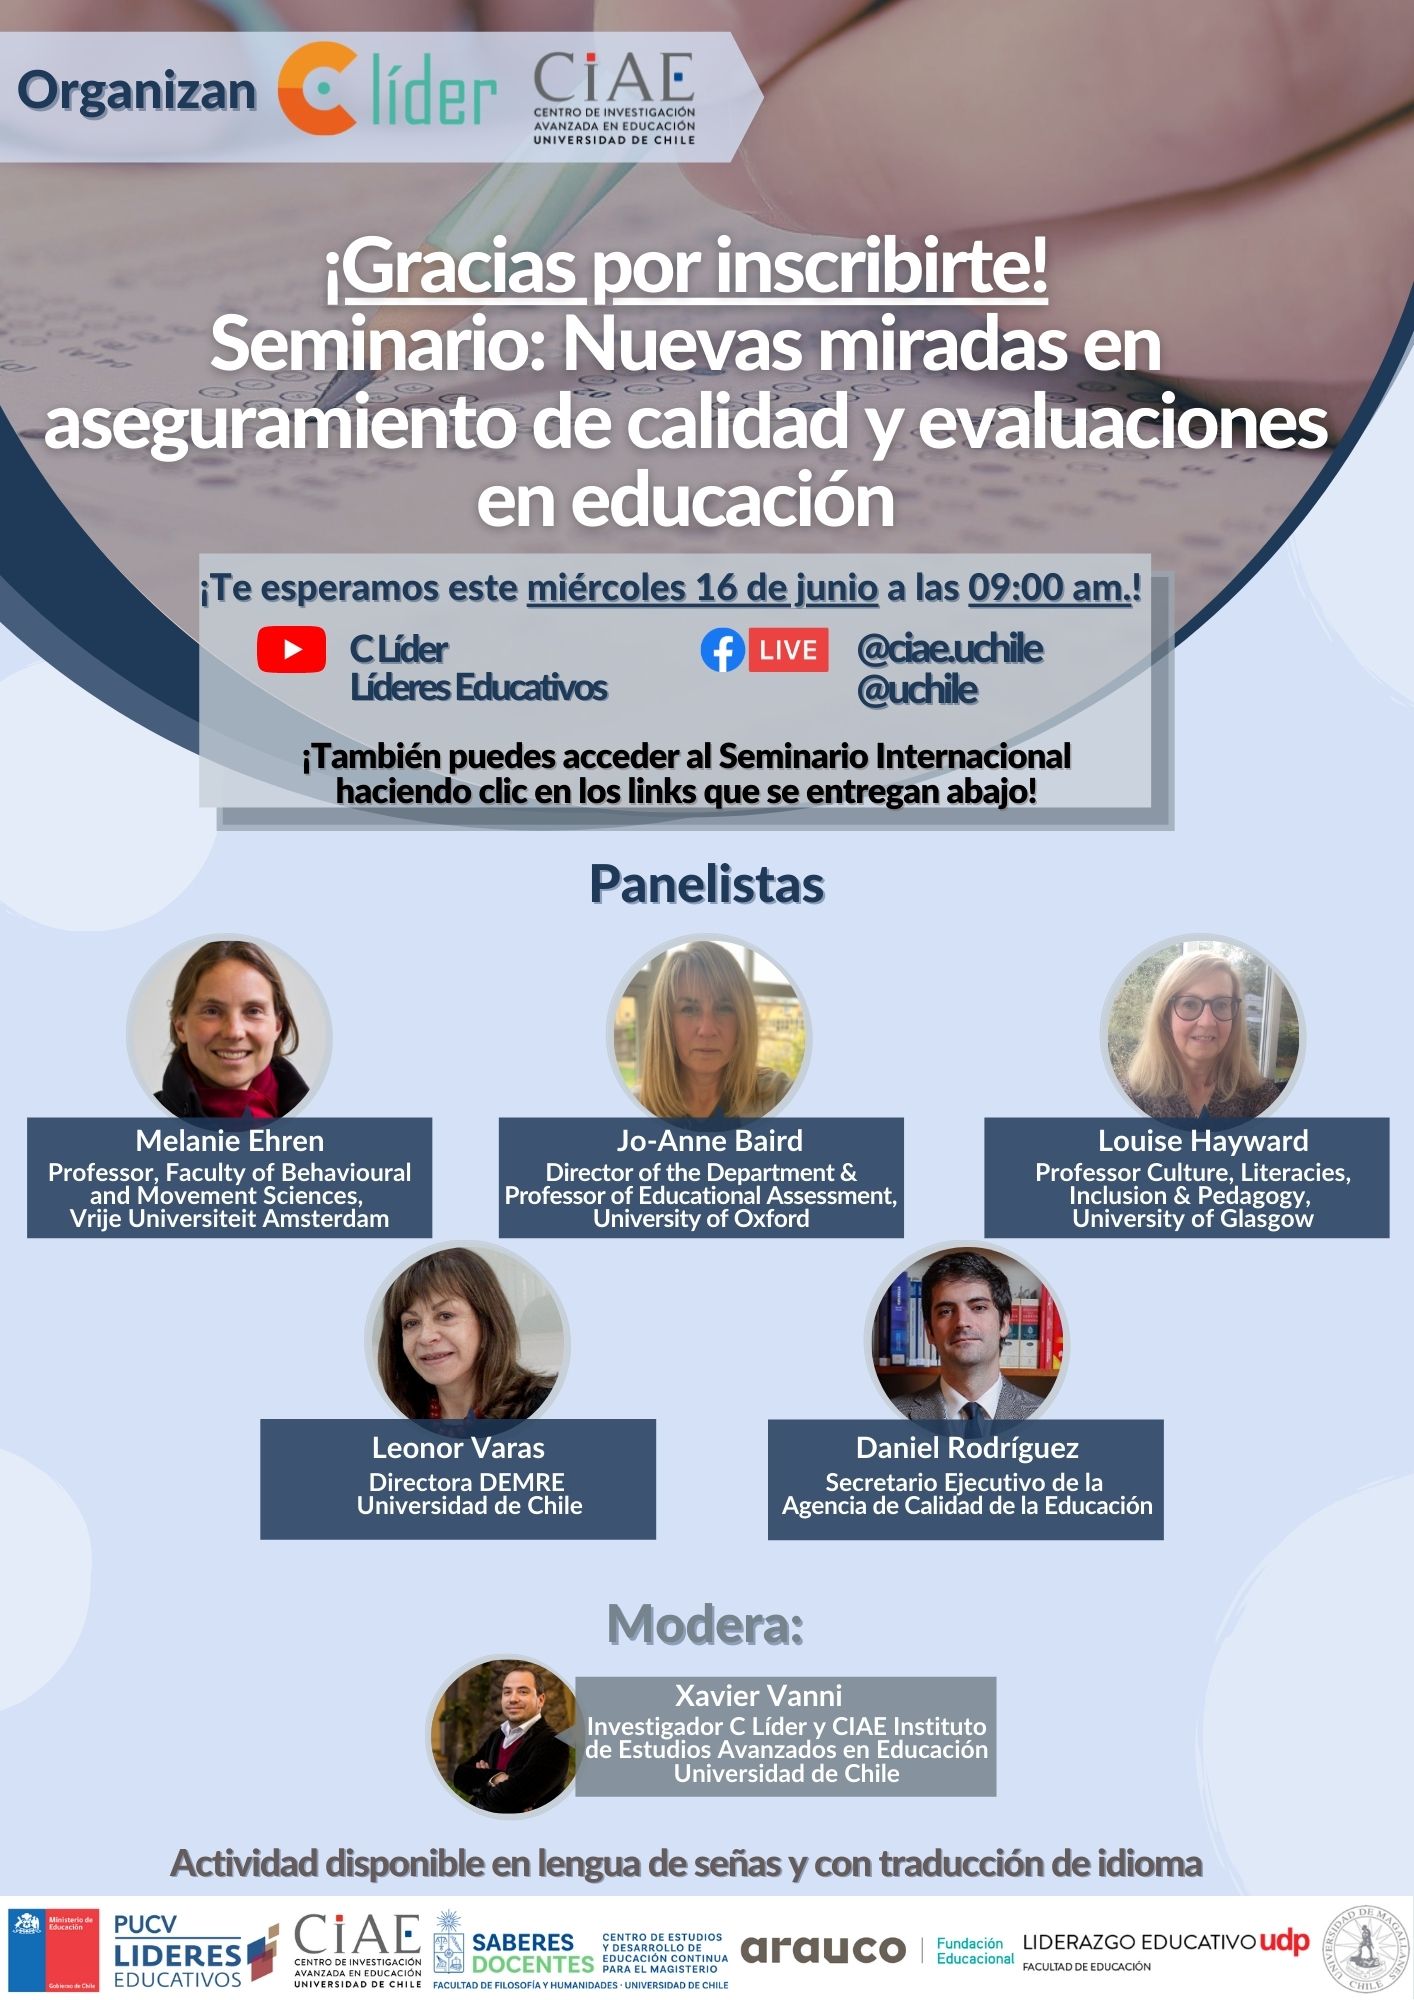 Organizan
C líder
CiAE
CENTRO DE INVESTIGACIÓN
AVANZADA EN EDUCACIÓN
UNIVERSIDAD DE CHILE
¡Gracias por inscribirte!
Seminario: Nuevas miradas en
aseguramiento de calidad y evaluaciones
en educación
¡Te esperamos este miércoles 16 de junio a las 09:00 am.!
C Líder
Líderes Educativos
LIVE
@ciae.uchile
@uchile
¡También puedes acceder al Seminario Internacional
haciendo clic en los links que se entregan abajo!
Panelistas
Melanie Ehren
Professor, Faculty of Behavioural
and Movement Sciences,
Vrije Universiteit Amsterdam
Jo-Anne Baird
Director of the Department &
Professor of Educational Assessment,
University of Oxford
Louise Hayward
Professor Culture, Literacies,
Inclusion & Pedagogy,
University of Glasgow
Leonor Varas
Directora DEMRE
Universidad de Chile
Daniel Rodríguez
Secretario Ejecutivo de la
Agencia de Calidad de la Educación
Modera:
Xavier Vanni
Investigador C Líder y CIAE Instituto
de Estudios Avanzados en Educación
Universidad de Chile
Actividad disponible en lengua de señas y con traducción de idioma
Ministerio de
Educación
Gobierno de Chile
PUCV
LIDERES
EDUCATIVOS
CiAE
CENTRO DE INVESTIGACIÓN
AVANZADA EN EDUCACIÓN
UNIVERSIDAD DE CHILE
SABERES
DOCENTES
CENTRO DE ESTUDIOS
Y DESARROLLO DE
EDUCACIÓN CONTINUA
PARA EL MAGISTERIO
FACULTAD DE FILOSOFÍA Y HUMANIDADES · UNIVERSIDAD DE CHILE
arauco
Fundación
Educacional
LIDERAZGO EDUCATIVO udp
FACULTAD DE EDUCACIÓN
UNIVERSIDAD DE MAGALLANES
CHILE